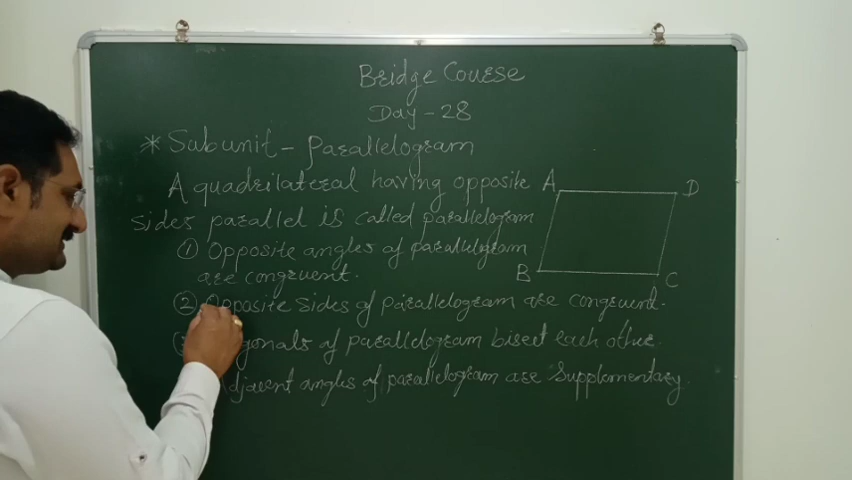 Bridge Course
Day - 28
* Subunit - Parallelogram
A quadrilateral having opposite
sides parallel is called parallelogram
① Opposite angles of parallelogram
are congruent.
② Opposite sides of parallelogram are congruent.
of parallelogram bisect each other.
angles of parallelogram are Supplementary.
A D
B C